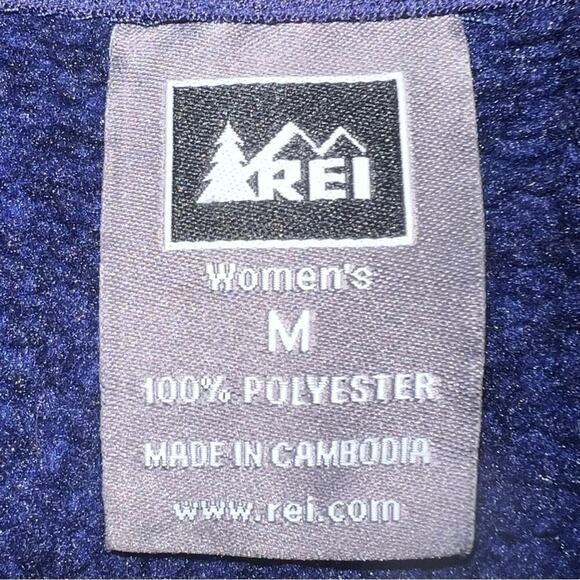 REI
Women's
M
100% POLYESTER
MADE IN CAMBODIA
www.rei.com